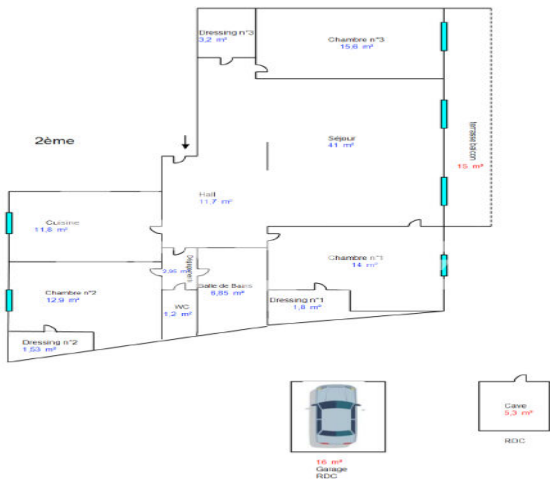 Dressing n°3
3,2 m²
Chambre n°3
15,6 m²
2ème
Séjour
41 m²
terrasse balcon
15 m²
Hall
11,7 m²
Cuisine
11,8 m²
Chambre n°1
14 m²
Dégagements
Salle de Bains
6,65 m²
Chambre n°2
12.9 m²
WC
1,2 m²
Dressing n°1
1,8 m²
Dressing n°2
1,53 m²
Cave
5,3 m²
RDC
16 m²
Garage
RDC